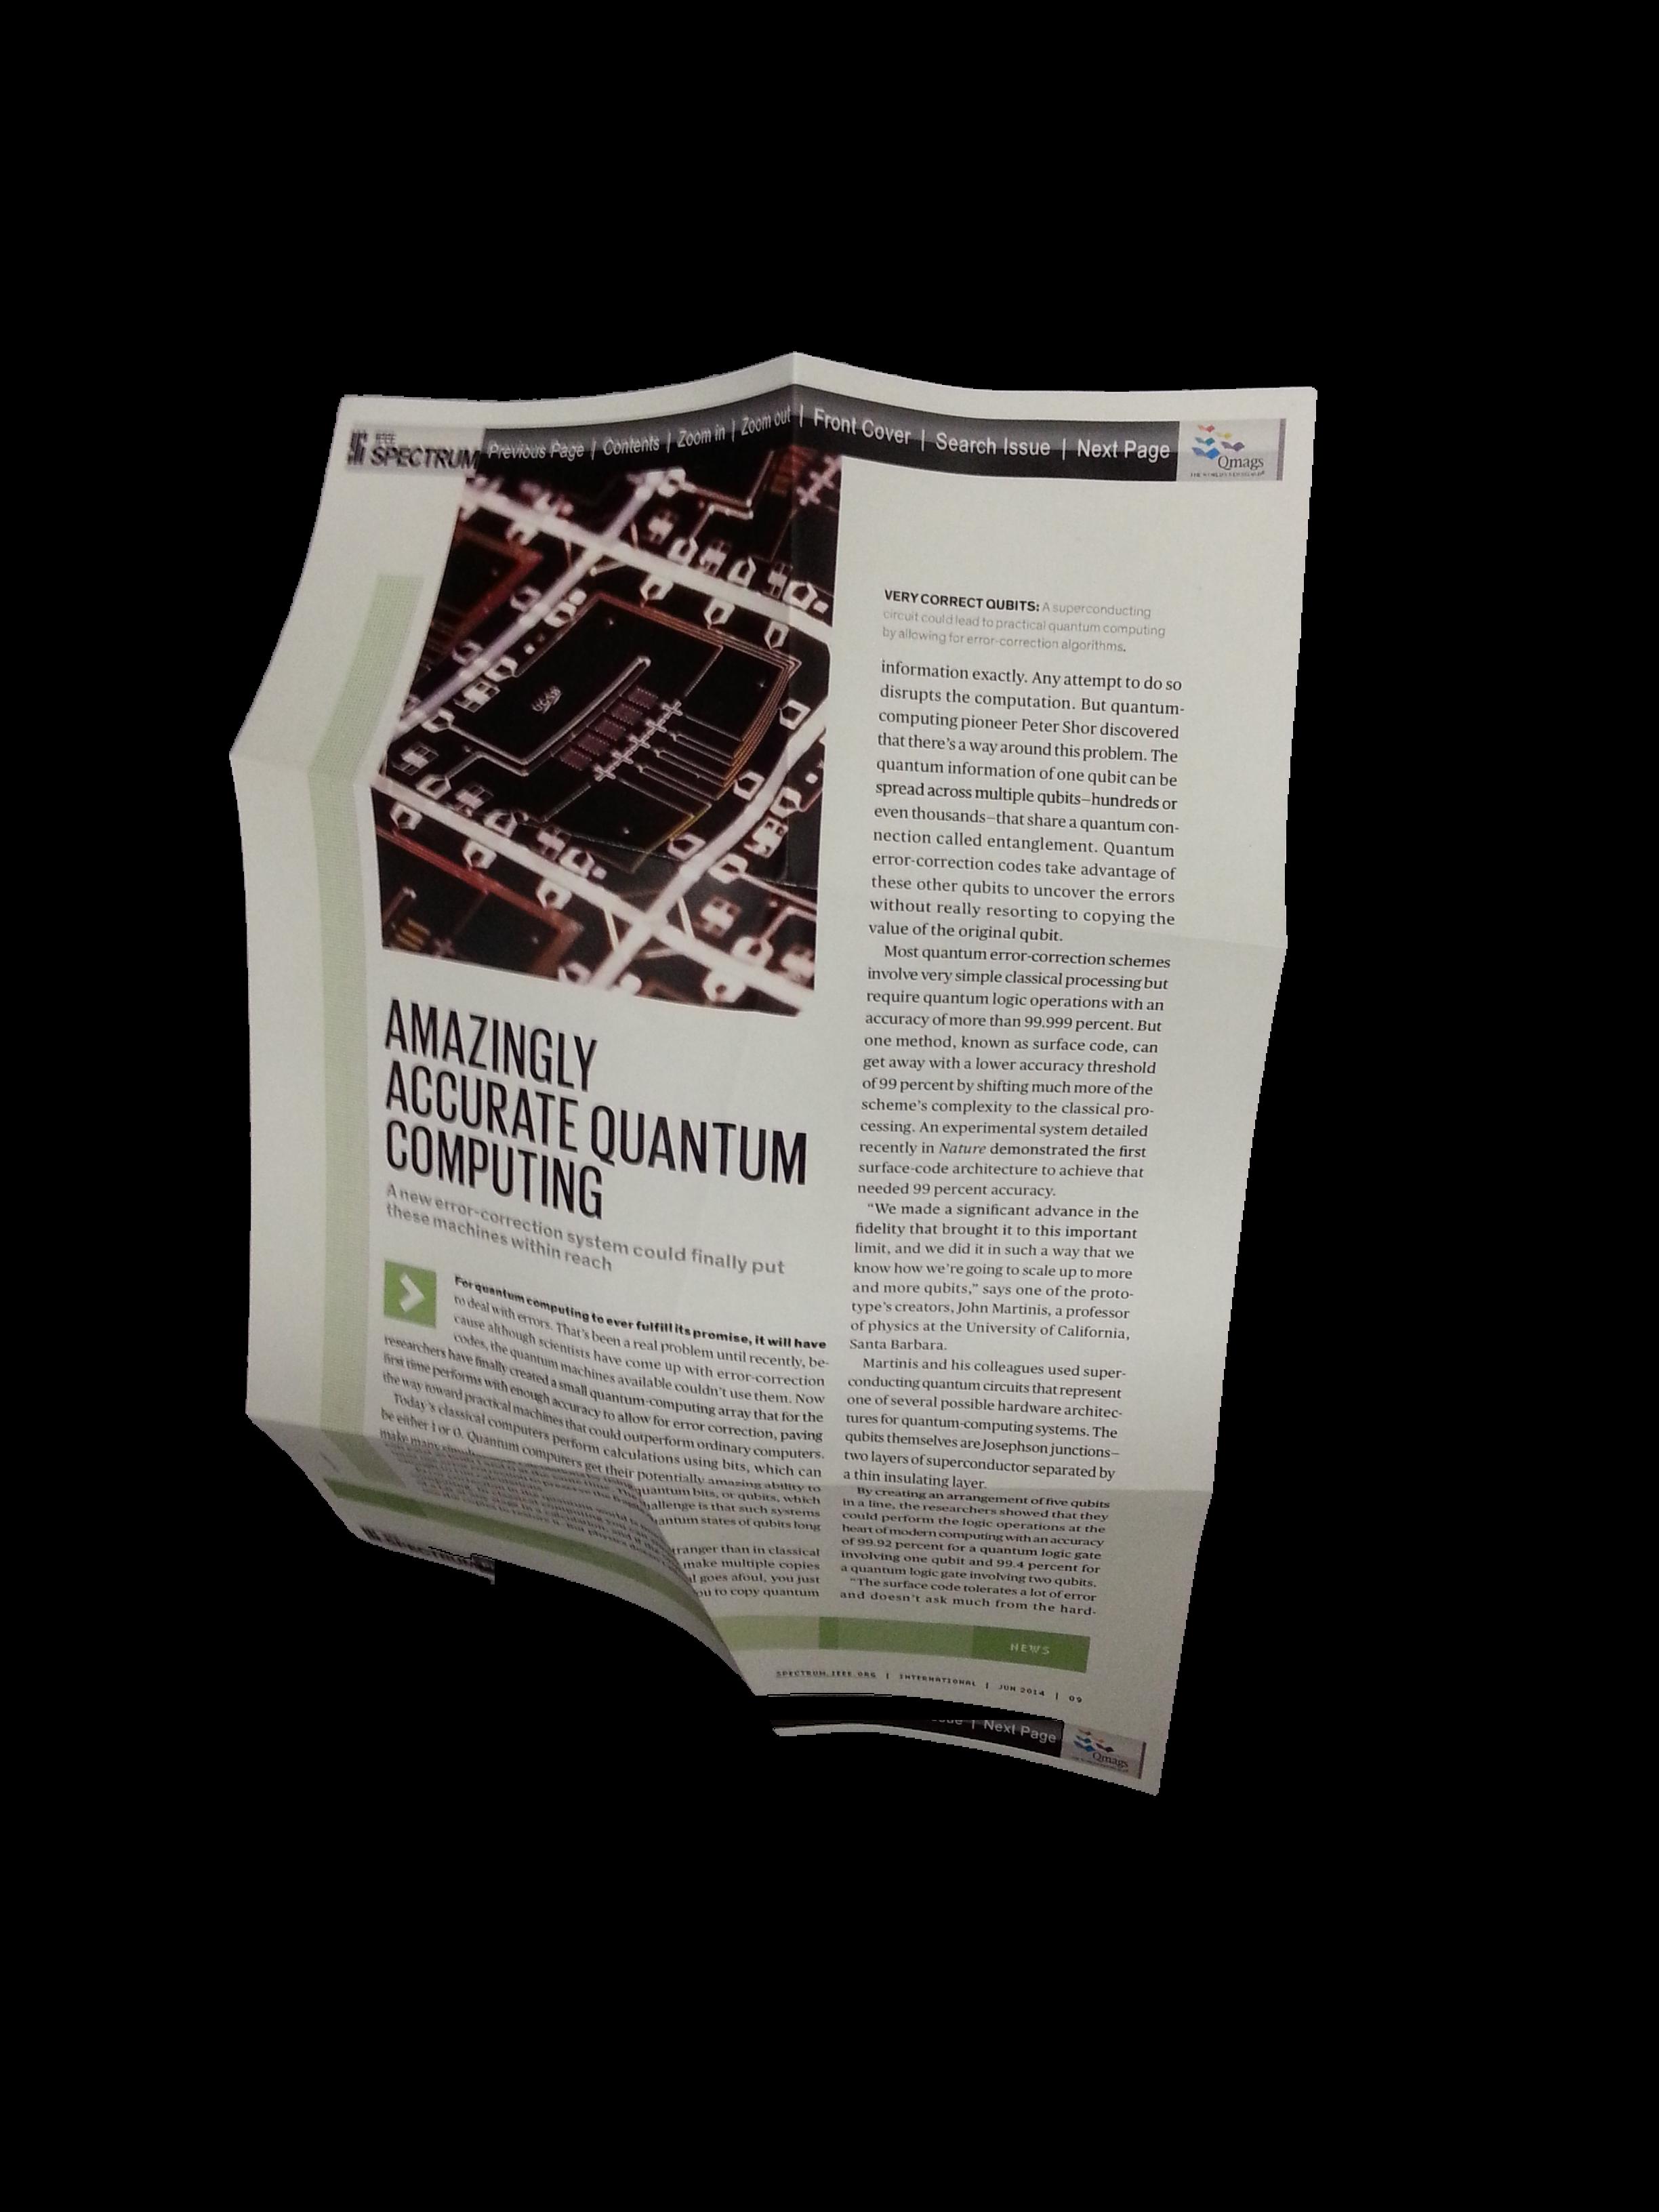 IEEE
SPECTRUM
Previous Page | Contents | Zoom in | Zoom out | Front Cover | Search Issue | Next Page
Qmags
VERY CORRECT QUBITS: A superconducting
circuit could lead to practical quantum computing
by allowing for error-correction algorithms.
AMAZINGLY
ACCURATE QUANTUM
COMPUTING
A new error-correction system could finally put
these machines within reach
For quantum computing to ever fulfill its promise, it will have
to deal with errors. That's been a real problem until recently, be-
cause although scientists have come up with error-correction
codes, the quantum machines available couldn't use them. Now
researchers have finally created a small quantum-computing array that for the
first time performs with enough accuracy to allow for error correction, paving
the way toward practical machines that could outperform ordinary computers.
Today's classical computers perform calculations using bits, which can
be either 1 or 0. Quantum computers get their potentially amazing ability to
make many quantum bits, or qubits, which
challenge is that such systems
quantum states of qubits long
stranger than in classical
make multiple copies
goes afoul, you just
you to copy quantum
information exactly. Any attempt to do so
disrupts the computation. But quantum-
computing pioneer Peter Shor discovered
that there's a way around this problem. The
quantum information of one qubit can be
spread across multiple qubits—hundreds or
even thousands—that share a quantum con-
nection called entanglement. Quantum
error-correction codes take advantage of
these other qubits to uncover the errors
without really resorting to copying the
value of the original qubit.
Most quantum error-correction schemes
involve very simple classical processing but
require quantum logic operations with an
accuracy of more than 99.999 percent. But
one method, known as surface code, can
get away with a lower accuracy threshold
of 99 percent by shifting much more of the
scheme's complexity to the classical pro-
cessing. An experimental system detailed
recently in Nature demonstrated the first
surface-code architecture to achieve that
needed 99 percent accuracy.
"We made a significant advance in the
fidelity that brought it to this important
limit, and we did it in such a way that we
know how we're going to scale up to more
and more qubits," says one of the proto-
type's creators, John Martinis, a professor
of physics at the University of California,
Santa Barbara.
Martinis and his colleagues used super-
conducting quantum circuits that represent
one of several possible hardware architec-
tures for quantum-computing systems. The
qubits themselves are Josephson junctions—
two layers of superconductor separated by
a thin insulating layer.
By creating an arrangement of five qubits
in a line, the researchers showed that they
could perform the logic operations at the
heart of modern computing with an accuracy
of 99.92 percent for a quantum logic gate
involving one qubit and 99.4 percent for
a quantum logic gate involving two qubits.
"The surface code tolerates a lot of error
and doesn't ask much from the hard-
NEWS
SPECTRUM.IEEE.ORG | INTERNATIONAL | JUN 2014 | 09
SPECTRUM
| Next Page
Qmags